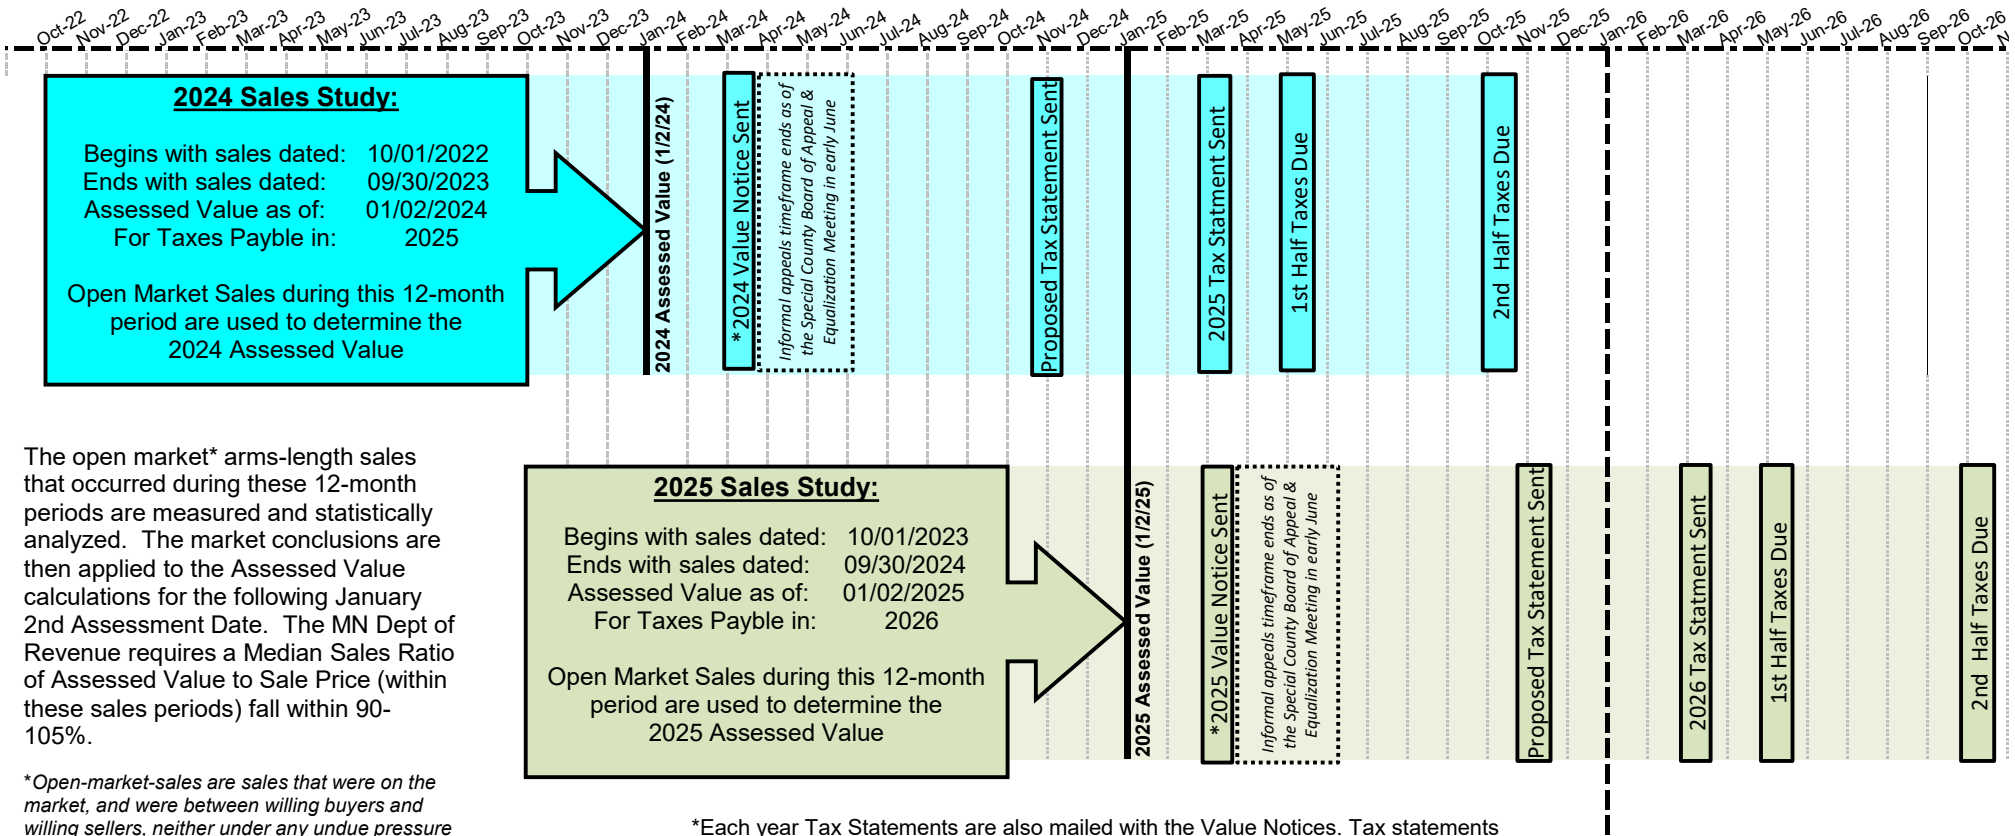 Oct-22
Nov-22
Dec-22
Jan-23
Feb-23
Mar-23
Apr-23
May-23
Jun-23
Jul-23
Aug-23
Sep-23
Oct-23
Nov-23
Dec-23
Jan-24
Feb-24
Mar-24
Apr-24
May-24
Jun-24
Jul-24
Aug-24
Sep-24
Oct-24
Nov-24
Dec-24
Jan-25
Feb-25
Mar-25
Apr-25
May-25
Jun-25
Jul-25
Aug-25
Sep-25
Oct-25
Nov-25
Dec-25
Jan-26
Feb-26
Mar-26
Apr-26
May-26
Jun-26
Jul-26
Aug-26
Sep-26
Oct-26
2024 Sales Study:
Begins with sales dated: 10/01/2022
Ends with sales dated: 09/30/2023
Assessed Value as of: 01/02/2024
For Taxes Payble in: 2025
Open Market Sales during this 12-month
period are used to determine the
2024 Assessed Value
2024 Assessed Value (1/2/24)
*2024 Value Notice Sent
Informal appeals timeframe ends as of
the Special County Board of Appeal &
Equalization Meeting in early June
Proposed Tax Statement Sent
2025 Tax Statment Sent
1st Half Taxes Due
2nd Half Taxes Due
The open market* arms-length sales
that occurred during these 12-month
periods are measured and statistically
analyzed. The market conclusions are
then applied to the Assessed Value
calculations for the following January
2nd Assessment Date. The MN Dept of
Revenue requires a Median Sales Ratio
of Assessed Value to Sale Price (within
these sales periods) fall within 90-
105%.
*Open-market-sales are sales that were on the
market, and were between willing buyers and
willing sellers, neither under any undue pressure
2025 Sales Study:
Begins with sales dated: 10/01/2023
Ends with sales dated: 09/30/2024
Assessed Value as of: 01/02/2025
For Taxes Payble in: 2026
Open Market Sales during this 12-month
period are used to determine the
2025 Assessed Value
2025 Assessed Value (1/2/25)
*2025 Value Notice Sent
Informal appeals timeframe ends as of
the Special County Board of Appeal &
Equalization Meeting in early June
Proposed Tax Statement Sent
2026 Tax Statment Sent
1st Half Taxes Due
2nd Half Taxes Due
*Each year Tax Statements are also mailed with the Value Notices. Tax statements